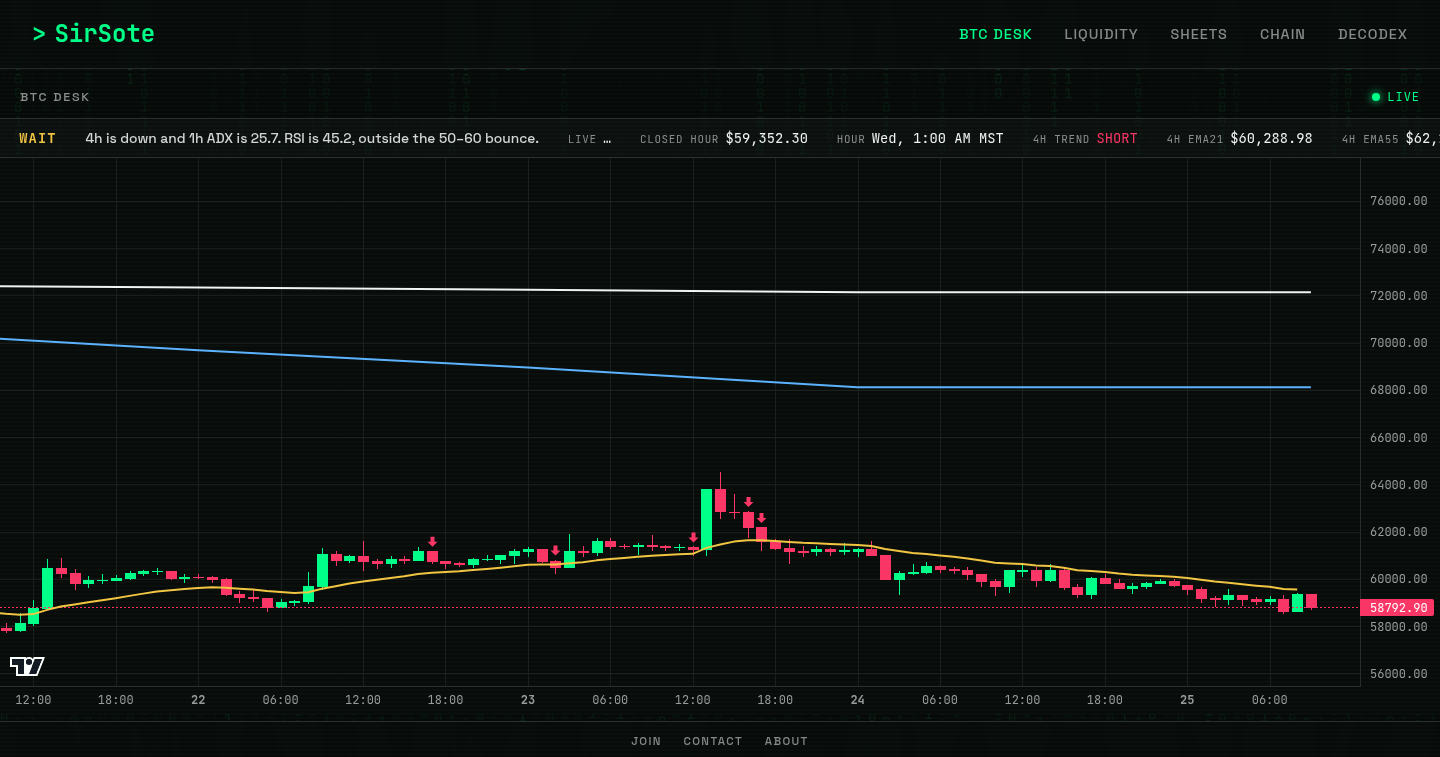 > SirSote
BTC DESK LIQUIDITY SHEETS CHAIN DECODEX
BTC DESK
LIVE
WAIT 4h is down and 1h ADX is 25.7. RSI is 45.2, outside the 50–60 bounce. LIVE … CLOSED HOUR $59,352.30 HOUR Wed, 1:00 AM MST 4H TREND SHORT 4H EMA21 $60,288.98 4H EMA55 $62,
76000.00
74000.00
72000.00
70000.00
68000.00
66000.00
64000.00
62000.00
60000.00
58792.90
58000.00
56000.00
12:00 18:00 22 06:00 12:00 18:00 23 06:00 12:00 18:00 24 06:00 12:00 18:00 25 06:00
JOIN CONTACT ABOUT